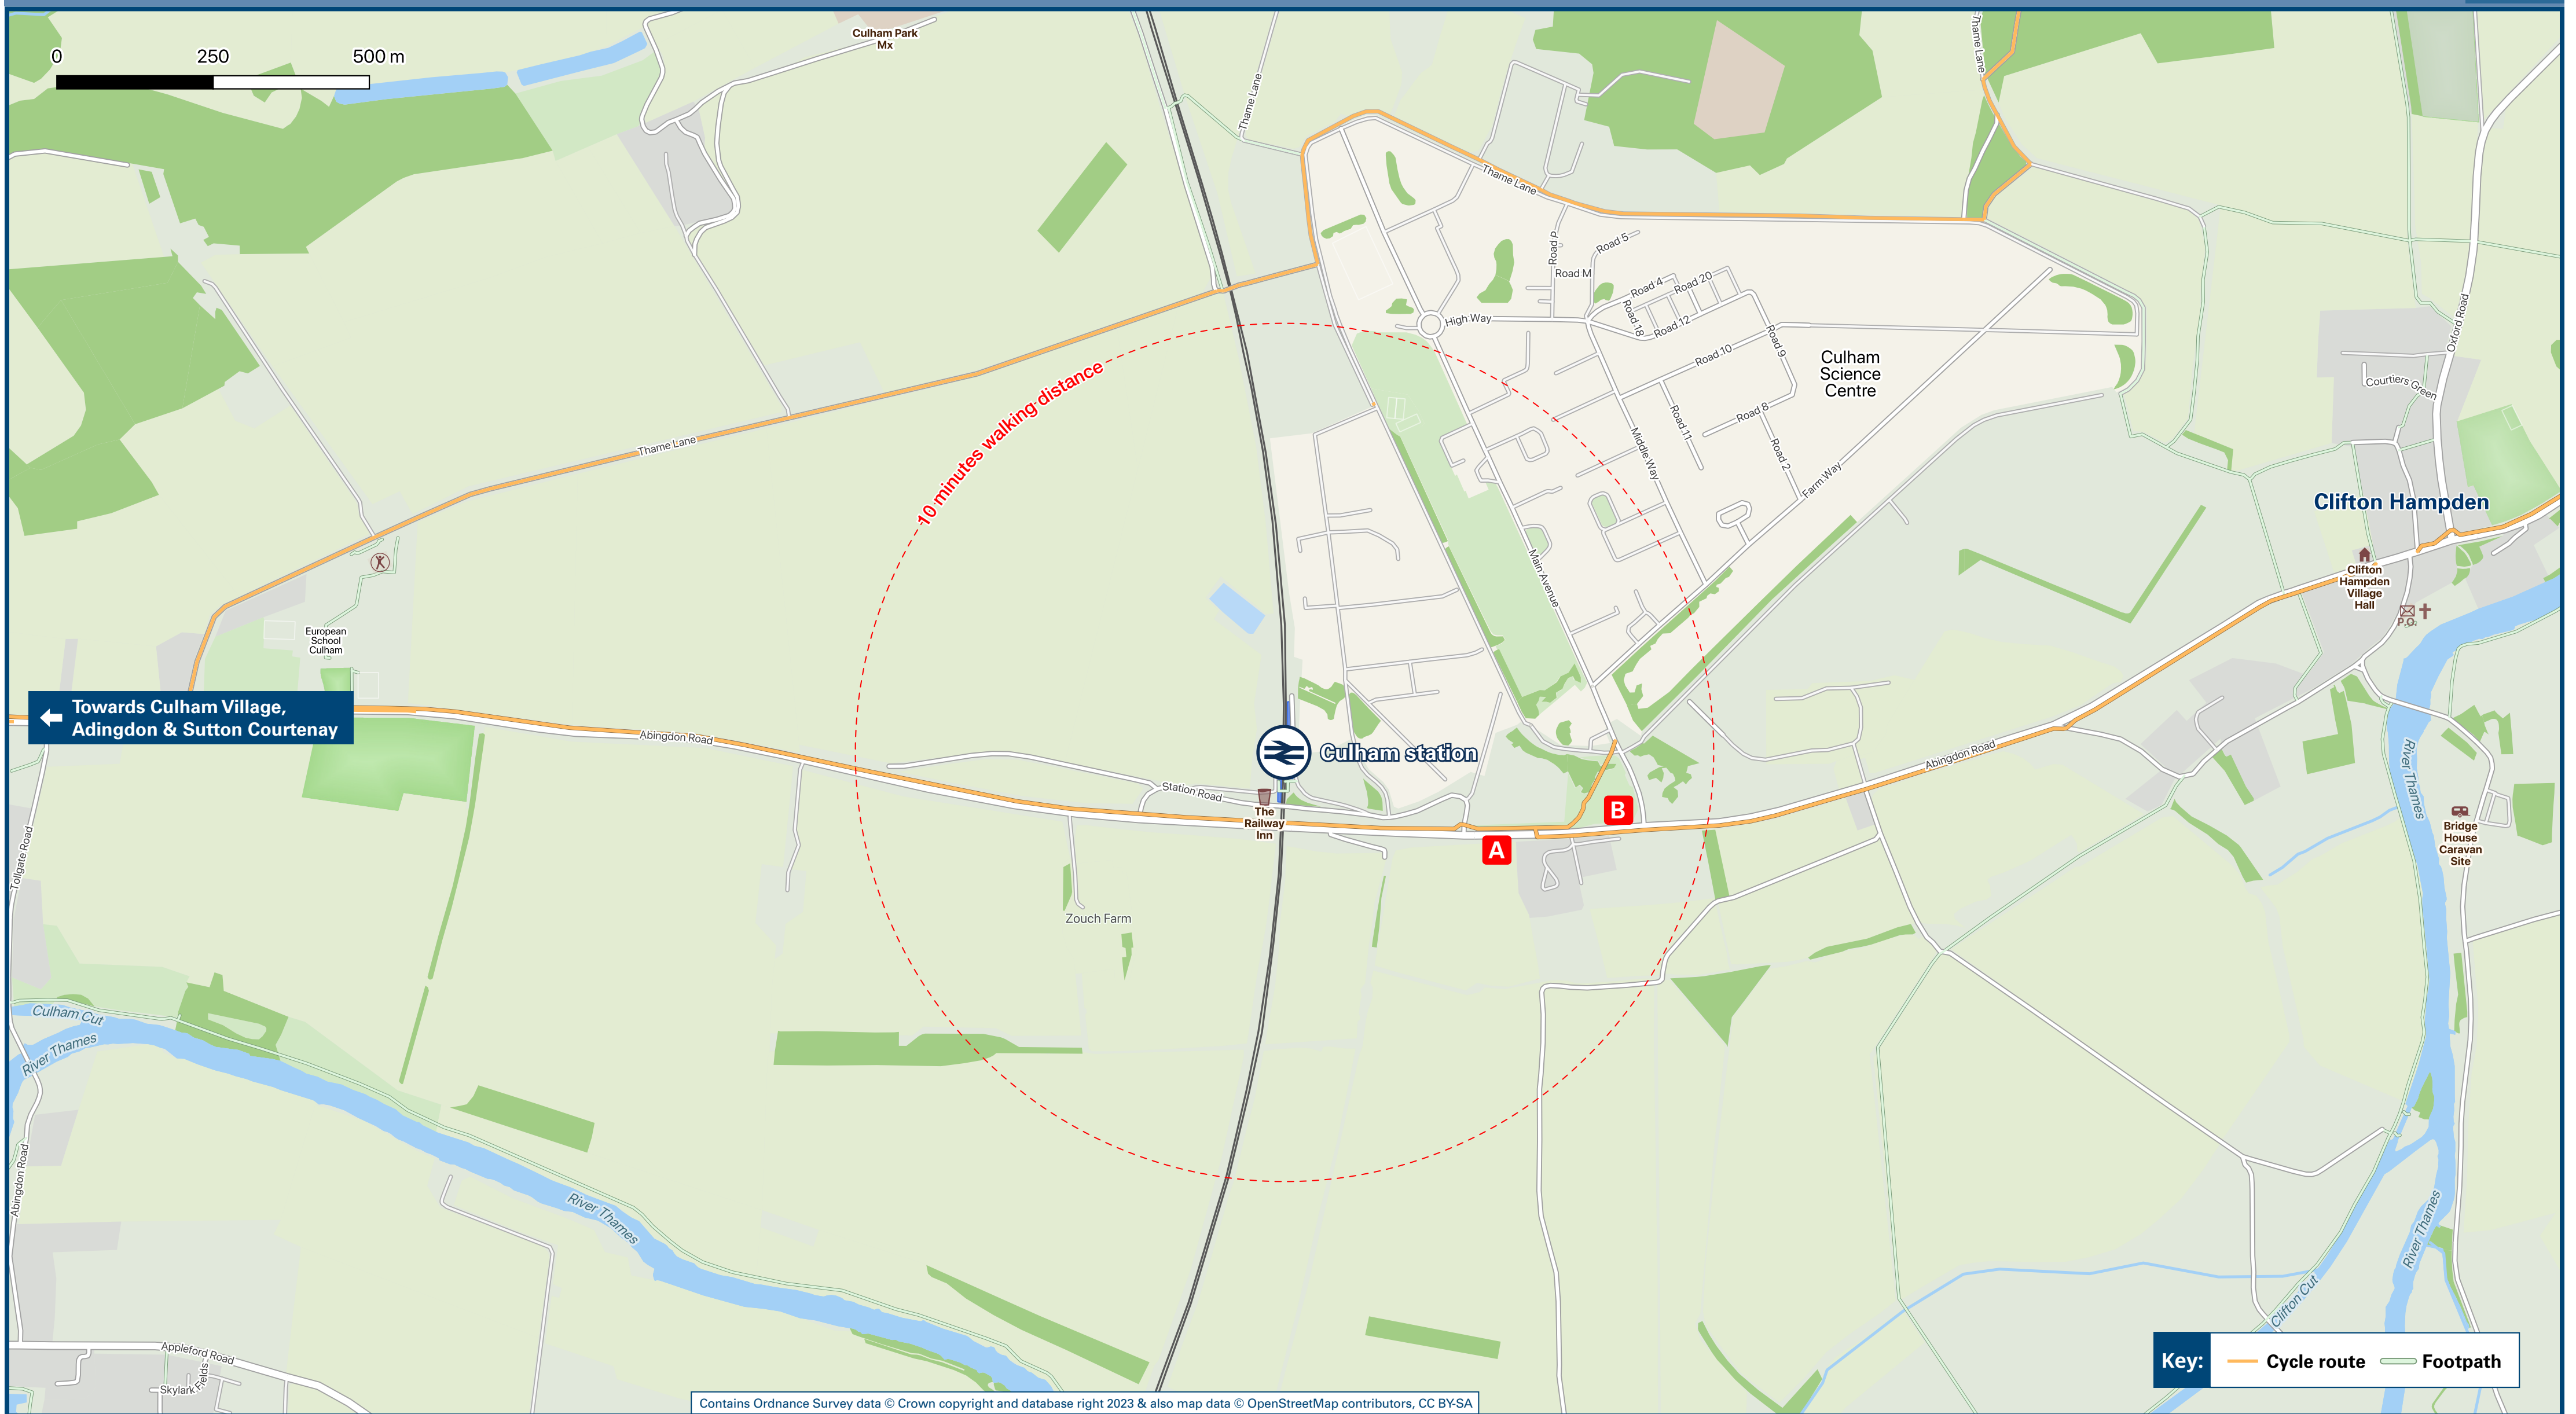 0 250 500 m
Culham Park
Mx
Thame Lane
Thame Lane
Thame Lane
Road P
Road 5
Road M
Road 4
Road 20
Road 18
Road 12
High Way
Road 9
Road 10
Oxford Road
Culham
Science
Centre
Courtiers Green
10 minutes walking distance
Road 8
Road 11
Road 2
Middle Way
Farm Way
Thame Lane
Clifton Hampden
Main Avenue
Clifton
Hampden
Village
Hall
P.O.
European
School
Culham
Towards Culham Village,
Adingdon & Sutton Courtenay
Abingdon Road
Culham station
Abingdon Road
River Thames
Station Road
The
Railway
Inn
B
A
Bridge
House
Caravan
Site
Tollgate Road
Zouch Farm
Culham Cut
River Thames
Abingdon Road
River Thames
River Thames
Clifton Cut
Appleford Road
Skylark Fields
Key: Cycle route Footpath
Contains Ordnance Survey data © Crown copyright and database right 2023 & also map data © OpenStreetMap contributors, CC BY-SA